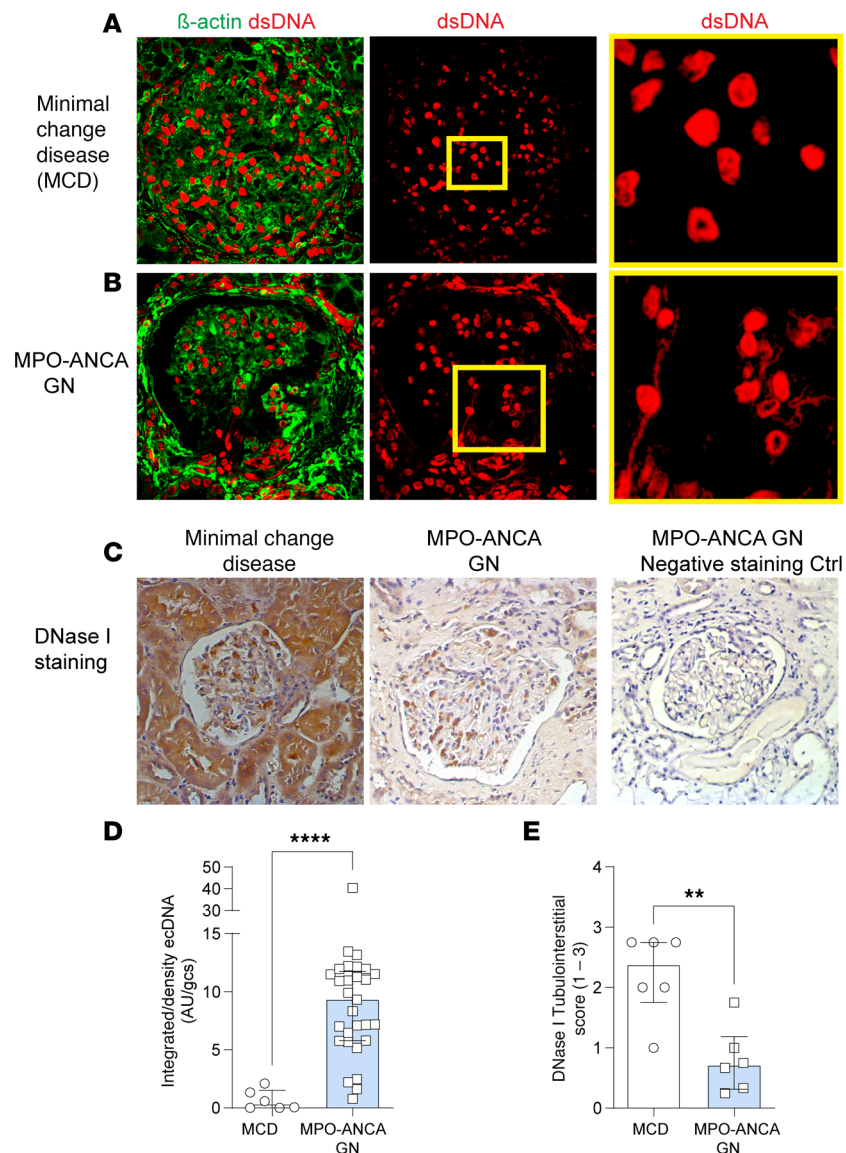 A
ß-actin dsDNA
dsDNA
dsDNA
Minimal
change
disease
(MCD)
B
MPO-ANCA
GN
C
Minimal change
disease
MPO-ANCA
GN
MPO-ANCA GN
Negative staining Ctrl
DNase I
staining
D
****
Integrated/density ecDNA
(AU/gcs)
50
40
30
15
10
5
0
MCD
MPO-ANCA
GN
E
**
DNase I Tubulointerstitial
score (1 – 3)
4
3
2
1
0
MCD
MPO-ANCA
GN